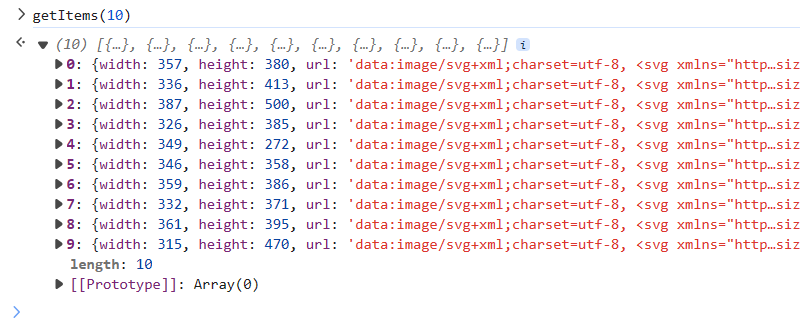 > getItems(10)
(10) [{…}, {…}, {…}, {…}, {…}, {…}, {…}, {…}, {…}, {…}] i
0: {width: 357, height: 380, url: 'data:image/svg+xml;charset=utf-8, <svg xmlns="http…siz
1: {width: 336, height: 413, url: 'data:image/svg+xml;charset=utf-8, <svg xmlns="http…siz
2: {width: 387, height: 500, url: 'data:image/svg+xml;charset=utf-8, <svg xmlns="http…siz
3: {width: 326, height: 385, url: 'data:image/svg+xml;charset=utf-8, <svg xmlns="http…siz
4: {width: 349, height: 272, url: 'data:image/svg+xml;charset=utf-8, <svg xmlns="http…siz
5: {width: 346, height: 358, url: 'data:image/svg+xml;charset=utf-8, <svg xmlns="http…siz
6: {width: 359, height: 386, url: 'data:image/svg+xml;charset=utf-8, <svg xmlns="http…siz
7: {width: 332, height: 371, url: 'data:image/svg+xml;charset=utf-8, <svg xmlns="http…siz
8: {width: 361, height: 395, url: 'data:image/svg+xml;charset=utf-8, <svg xmlns="http…siz
9: {width: 315, height: 470, url: 'data:image/svg+xml;charset=utf-8, <svg xmlns="http…siz
length: 10
[[Prototype]]: Array(0)
>